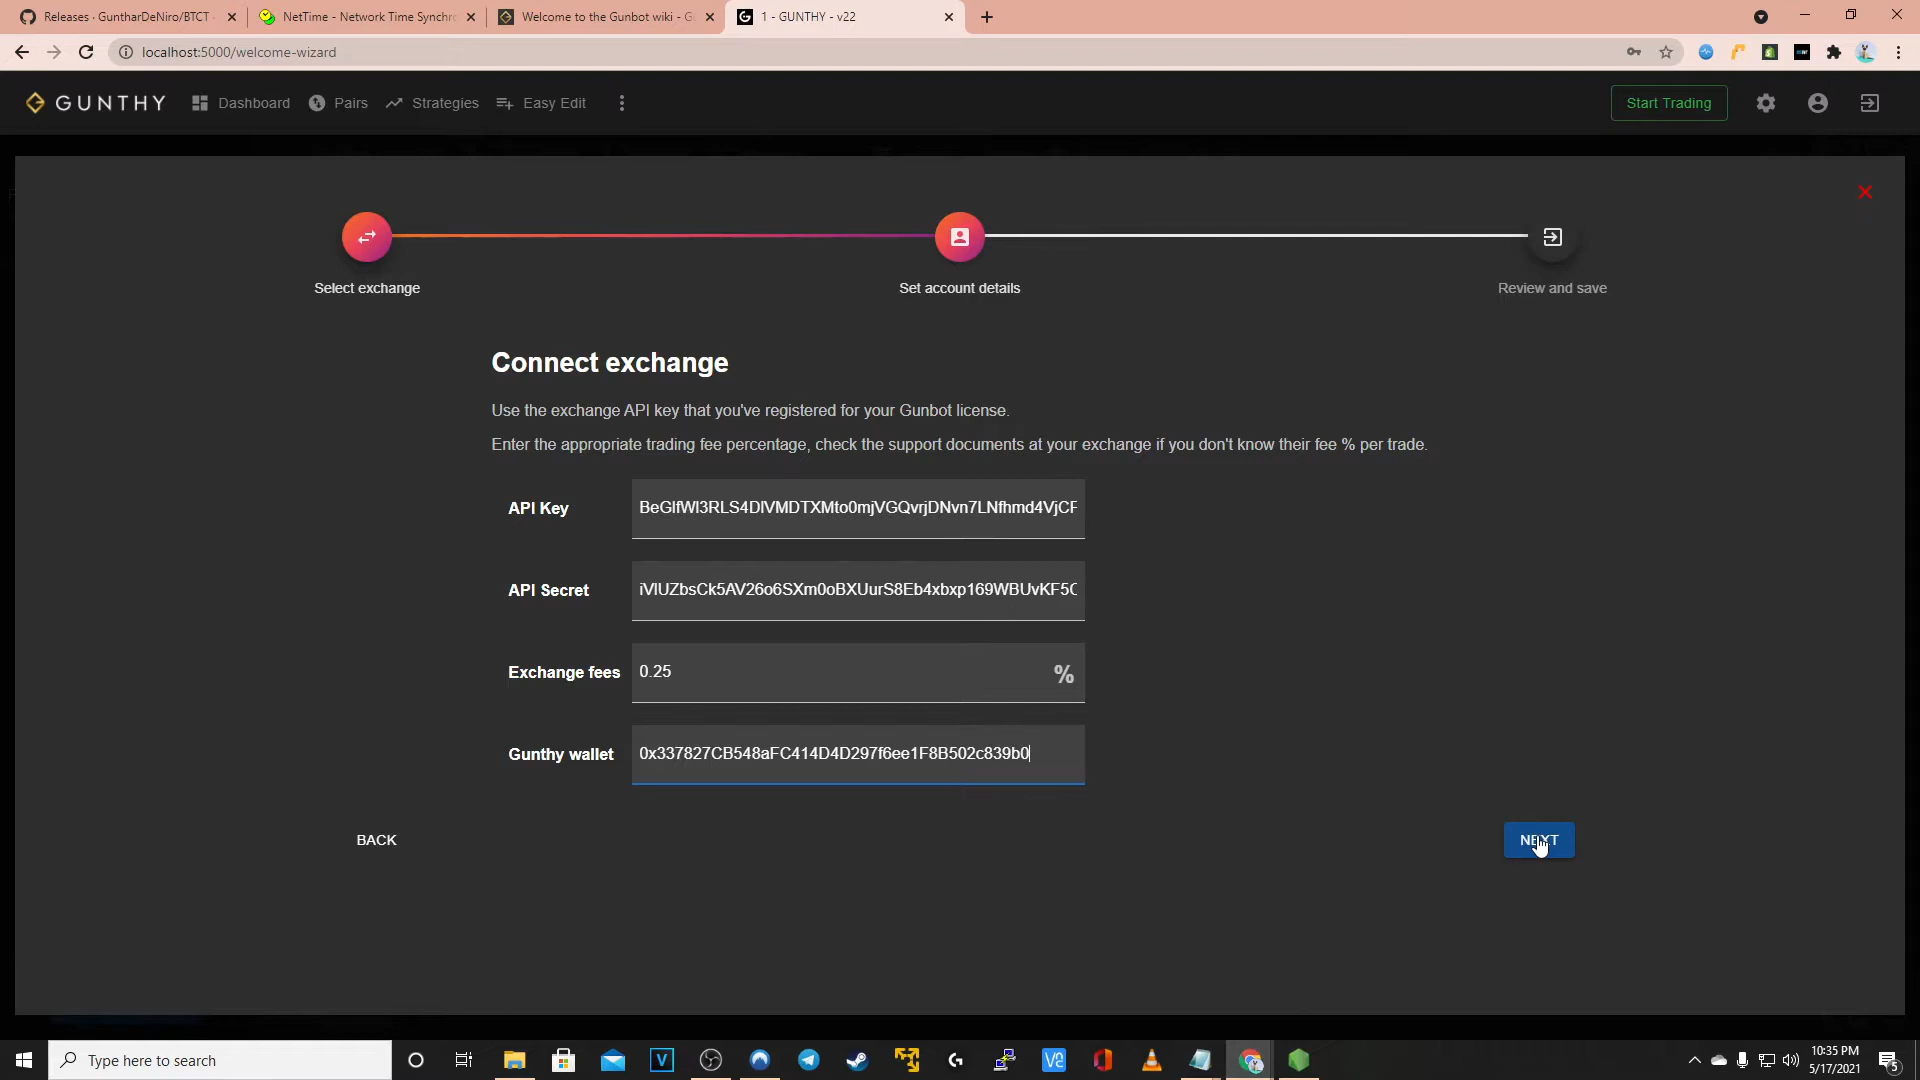 Releases · GuntharDeNiro/BTCT
NetTime - Network Time Synchro
Welcome to the Gunbot wiki - G
1 - GUNTHY - v22
localhost:5000/welcome-wizard
GUNTHY
Dashboard
Pairs
Strategies
Easy Edit
Start Trading
Select exchange
Set account details
Review and save
Connect exchange
Use the exchange API key that you've registered for your Gunbot license.
Enter the appropriate trading fee percentage, check the support documents at your exchange if you don't know their fee % per trade.
API Key
BeGlfWl3RLS4DlVMDTXMto0mjVGQvrjDNvn7LNfhmd4VjCF
API Secret
iVlUZbsCk5AV26o6SXm0oBXUurS8Eb4xbxp169WBUvKF5C
Exchange fees
0.25
%
Gunthy wallet
0x337827CB548aFC414D4D297f6ee1F8B502c839b0
BACK
NEXT
Type here to search
10:35 PM
5/17/2021
5